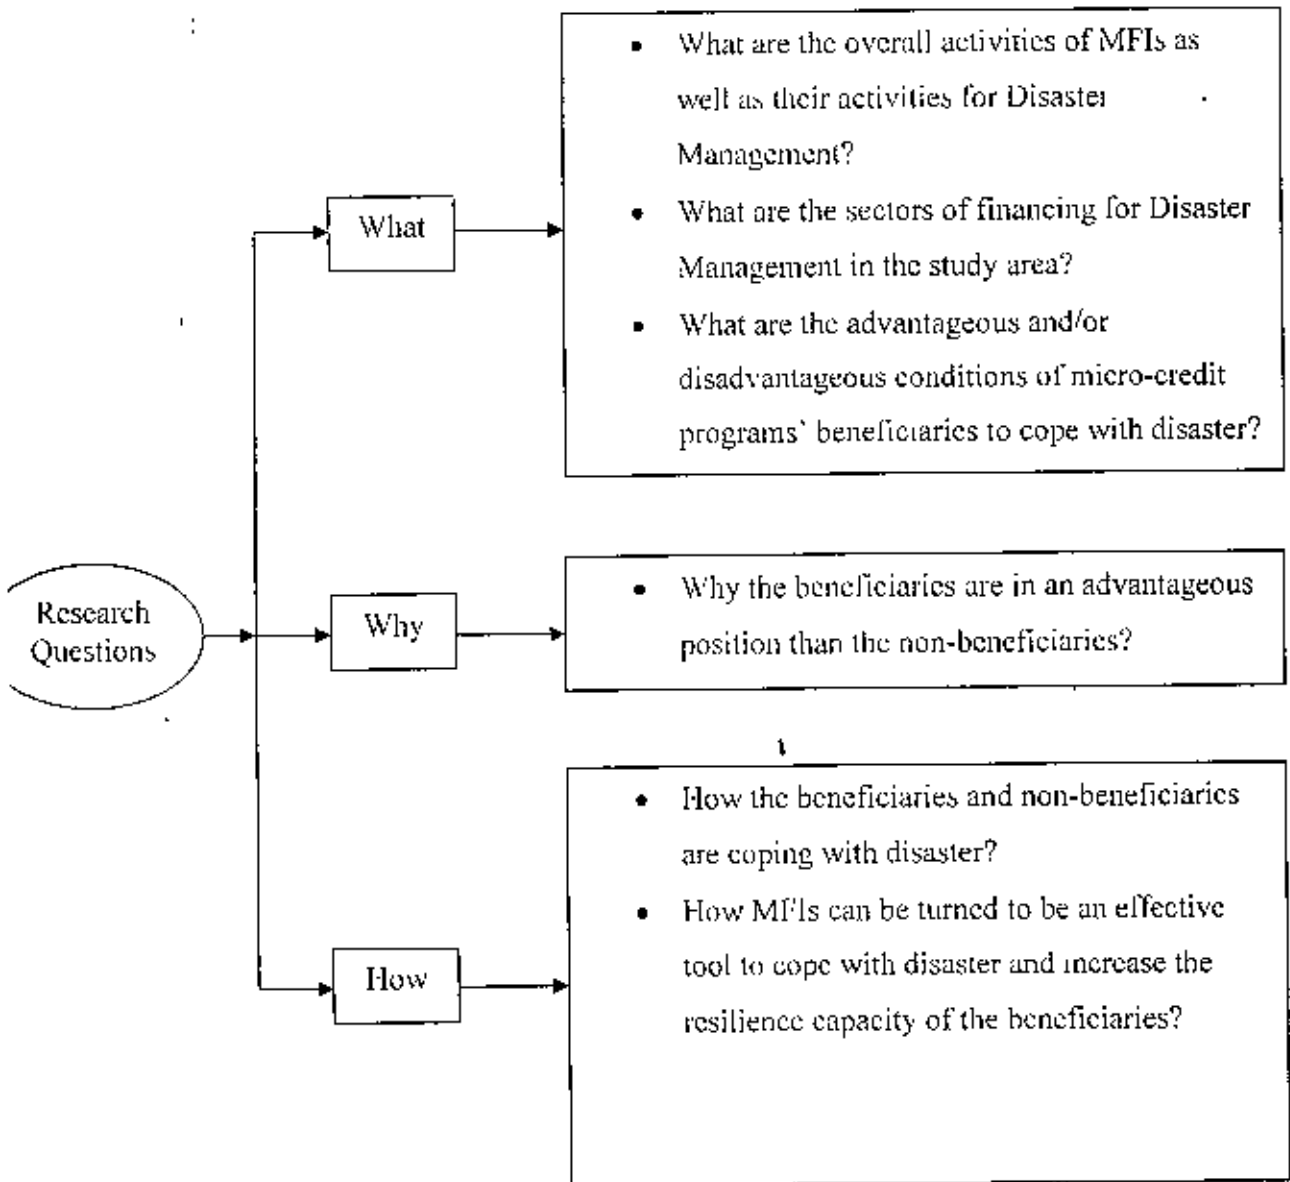 • What are the overall activities of MFIs as
well as their activities for Disaster
Management?
• What are the sectors of financing for Disaster
Management in the study area?
• What are the advantageous and/or
disadvantageous conditions of micro-credit
programs' beneficiaries to cope with disaster?
What
Research
Questions
Why
• Why the beneficiaries are in an advantageous
position than the non-beneficiaries?
How
• How the beneficiaries and non-beneficiaries
are coping with disaster?
• How MFIs can be turned to be an effective
tool to cope with disaster and increase the
resilience capacity of the beneficiaries?